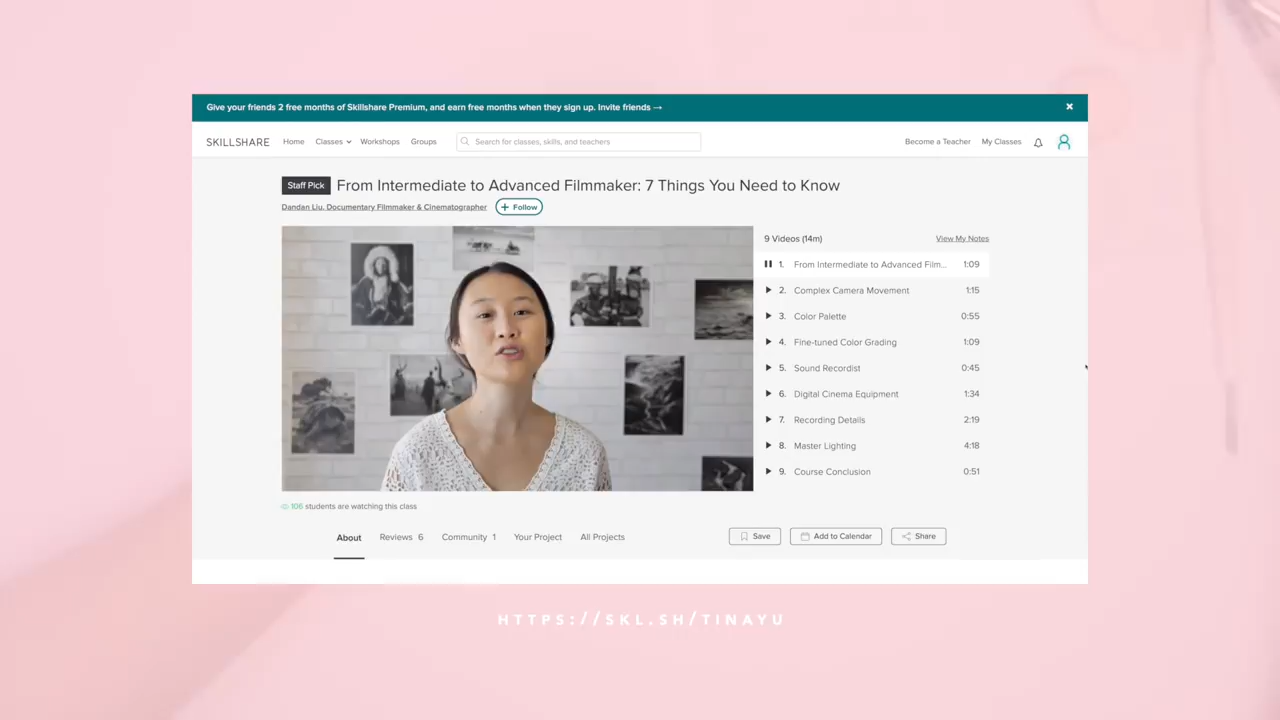 Give your friends 2 free months of Skillshare Premium, and earn free months when they sign up. Invite friends →
SKILLSHARE Home Classes Workshops Groups Search for classes, skills, and teachers Become a Teacher My Classes
Staff Pick From Intermediate to Advanced Filmmaker: 7 Things You Need to Know
Dandan Liu, Documentary Filmmaker & Cinematographer + Follow
9 Videos (14m) View My Notes
1. From Intermediate to Advanced Film... 1:09
2. Complex Camera Movement 1:15
3. Color Palette 0:55
4. Fine-tuned Color Grading 1:09
5. Sound Recordist 0:45
6. Digital Cinema Equipment 1:34
7. Recording Details 2:19
8. Master Lighting 4:18
9. Course Conclusion 0:51
106 students are watching this class
About Reviews 6 Community 1 Your Project All Projects Save Add to Calendar Share
HTTPS://SKL.SH/TINAYU